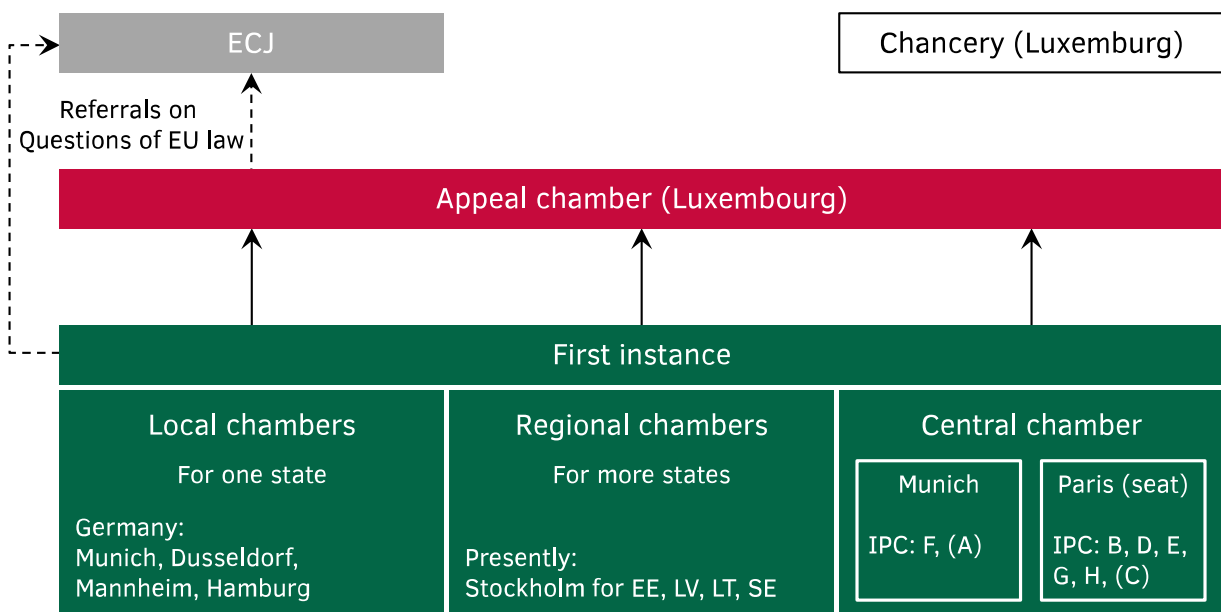 ECJ
Chancery (Luxemburg)
Referrals on
Questions of EU law
Appeal chamber (Luxembourg)
First instance
Local chambers
For one state
Germany:
Munich, Dusseldorf,
Mannheim, Hamburg
Regional chambers
For more states
Presently:
Stockholm for EE, LV, LT, SE
Central chamber
Munich
IPC: F, (A)
Paris (seat)
IPC: B, D, E,
G, H, (C)